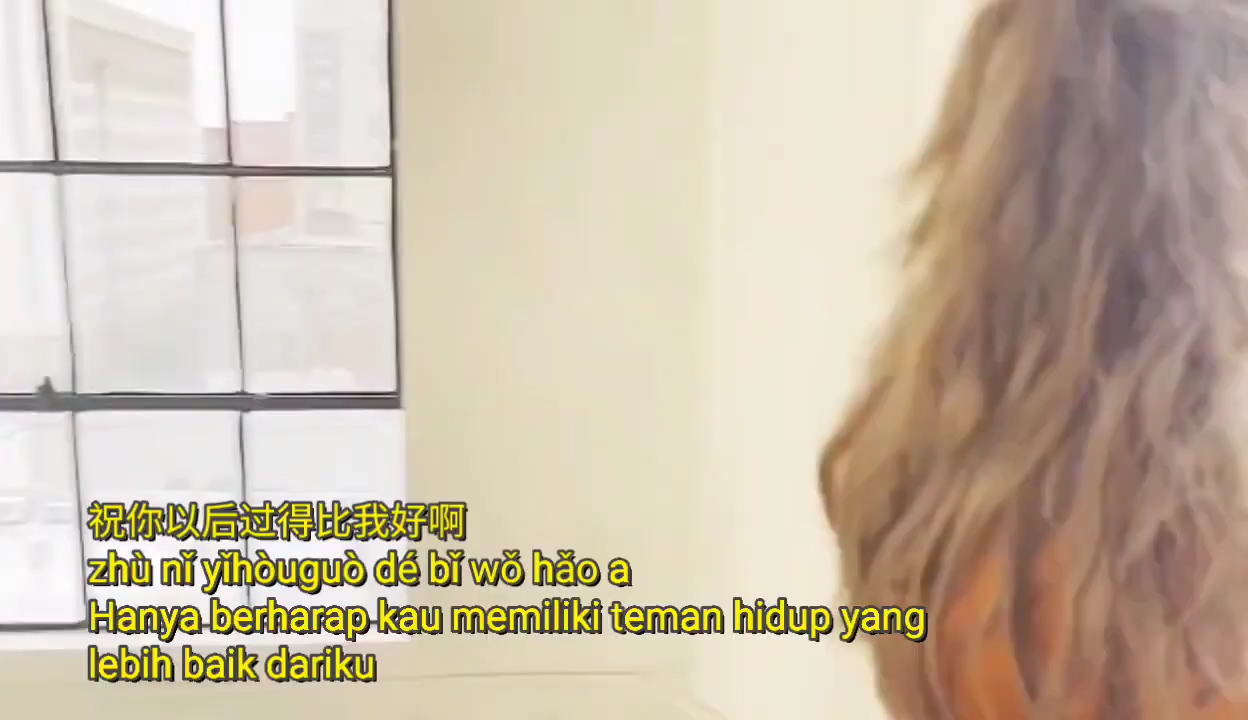 祝你以后过得比我好啊
zhù nǐ yǐhòuguò dé bǐ wǒ hǎo a
Hanya berharap kau memiliki teman hidup yang
lebih baik dariku